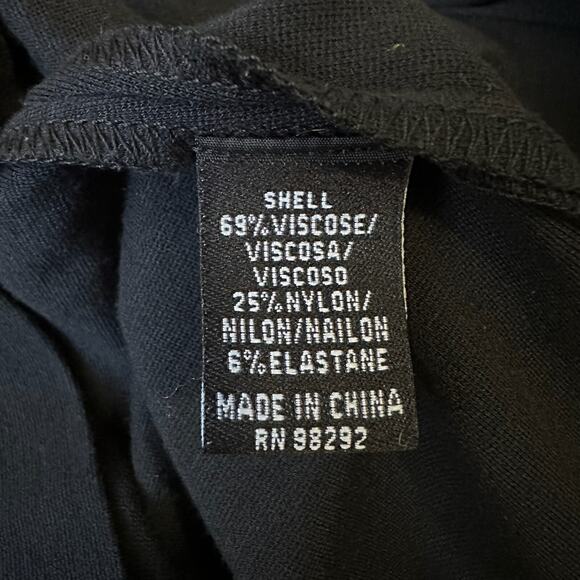 SHELL
69%VISCOSE/
VISCOSA/
VISCOSO
25%NYLON/
NILON/NAILON
6%ELASTANE
MADE IN CHINA
RN 98292